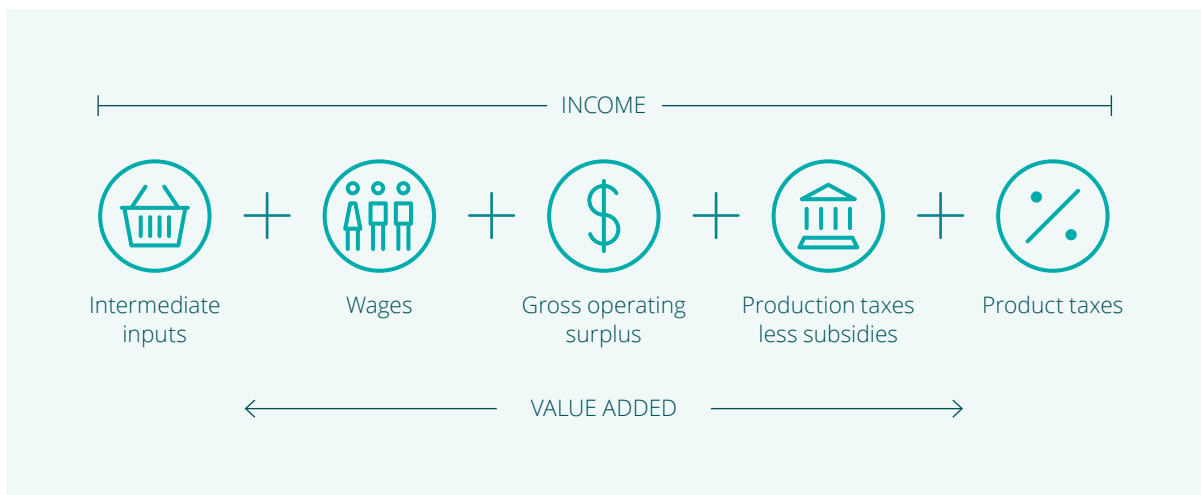 INCOME
Intermediate
inputs
Wages
Gross operating
surplus
Production taxes
less subsidies
Product taxes
VALUE ADDED